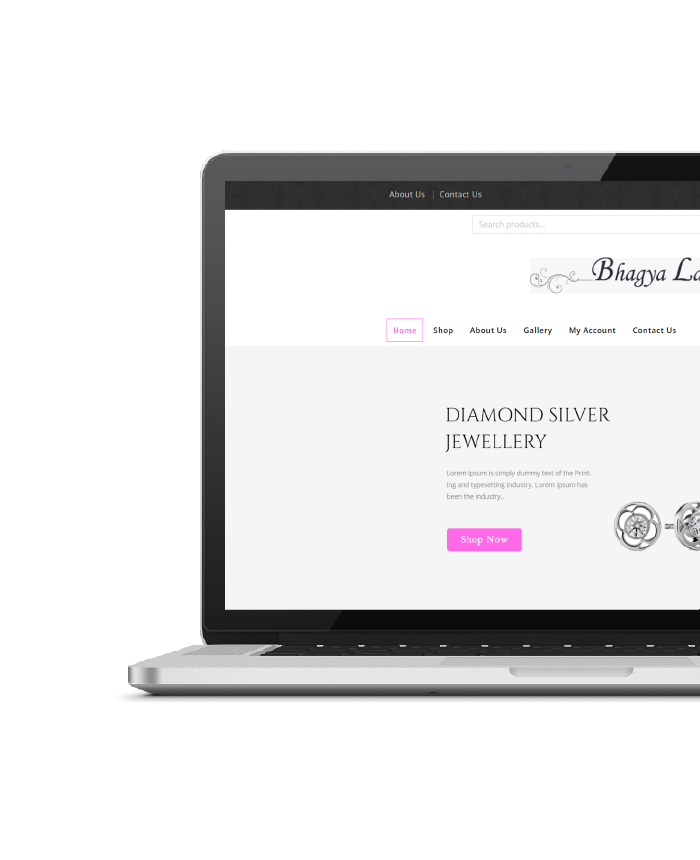 About Us | Contact Us
Search products...
Bhagya
Home Shop About Us Gallery My Account Contact Us
DIAMOND SILVER
JEWELLERY
Lorem Ipsum is simply dummy text of the Print-
ing and typesetting industry. Lorem ipsum has
been the industry..
Shop Now